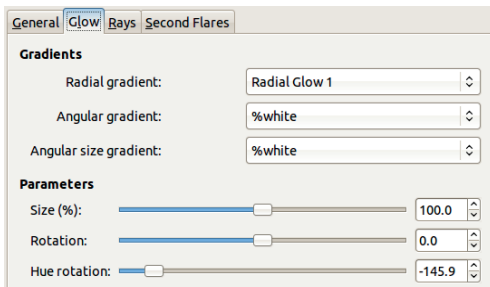 General Glow Rays Second Flares
Gradients
Radial gradient: Radial Glow 1
Angular gradient: %white
Angular size gradient: %white
Parameters
Size (%): 100.0
Rotation: 0.0
Hue rotation: -145.9